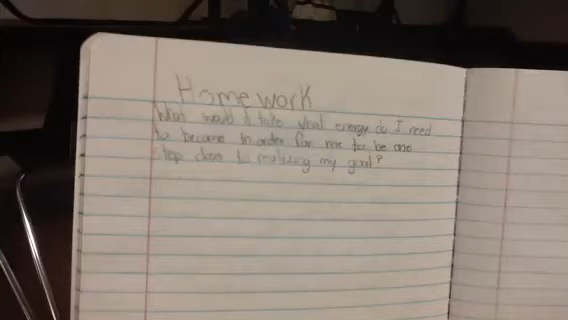 Homework
What would it take what energy do I need
to become in order for me to be one
step closer to realizing my goal?